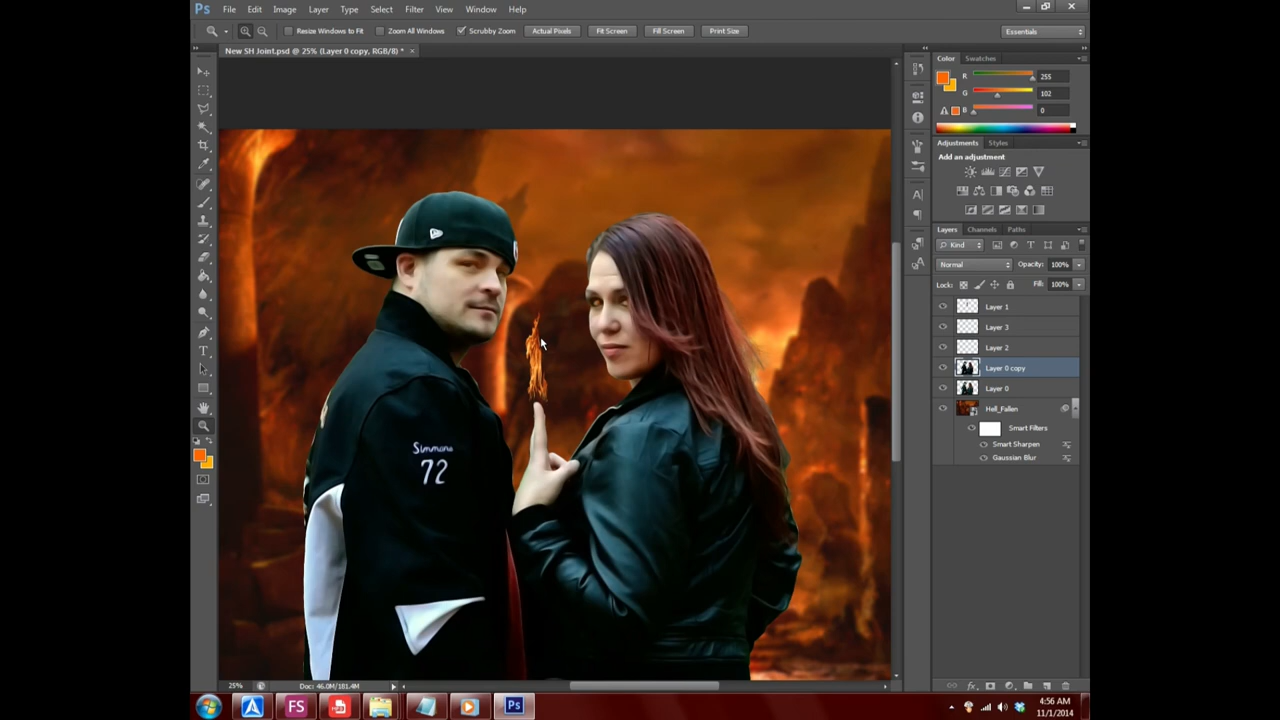 Ps File Edit Image Layer Type Select Filter View Window Help
Resize Windows to Fit Zoom All Windows Scrubby Zoom Actual Pixels Fit Screen Fill Screen Print Size Essentials
New SH Joint.psd @ 25% (Layer 0 copy, RGB/8) * ×
Color Swatches
R 255
G 102
B 0
Adjustments Styles
Add an adjustment
Layers Channels Paths
Kind
Normal Opacity: 100%
Lock: Fill: 100%
Layer 1
Layer 3
Layer 2
Layer 0 copy
Layer 0
Hell_Fallen
Smart Filters
Smart Sharpen
Gaussian Blur
Simmons
72
25% Doc: 46.0M/181.4M
FS Ps
4:56 AM
11/1/2014